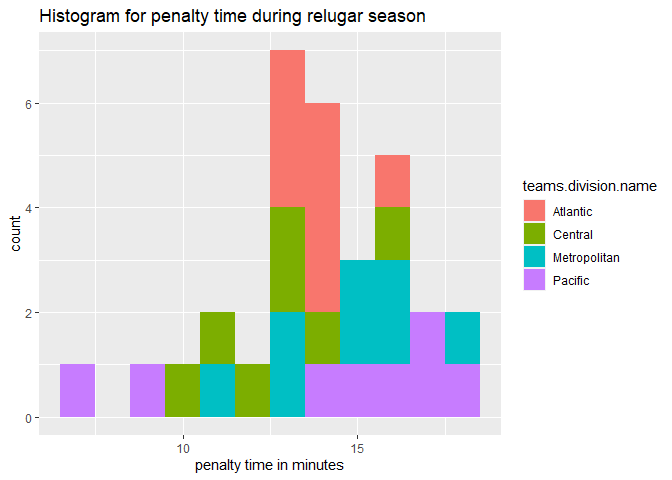 Histogram for penalty time during relugar season
6
4
2
0
count
10
15
penalty time in minutes
teams.division.name
Atlantic
Central
Metropolitan
Pacific